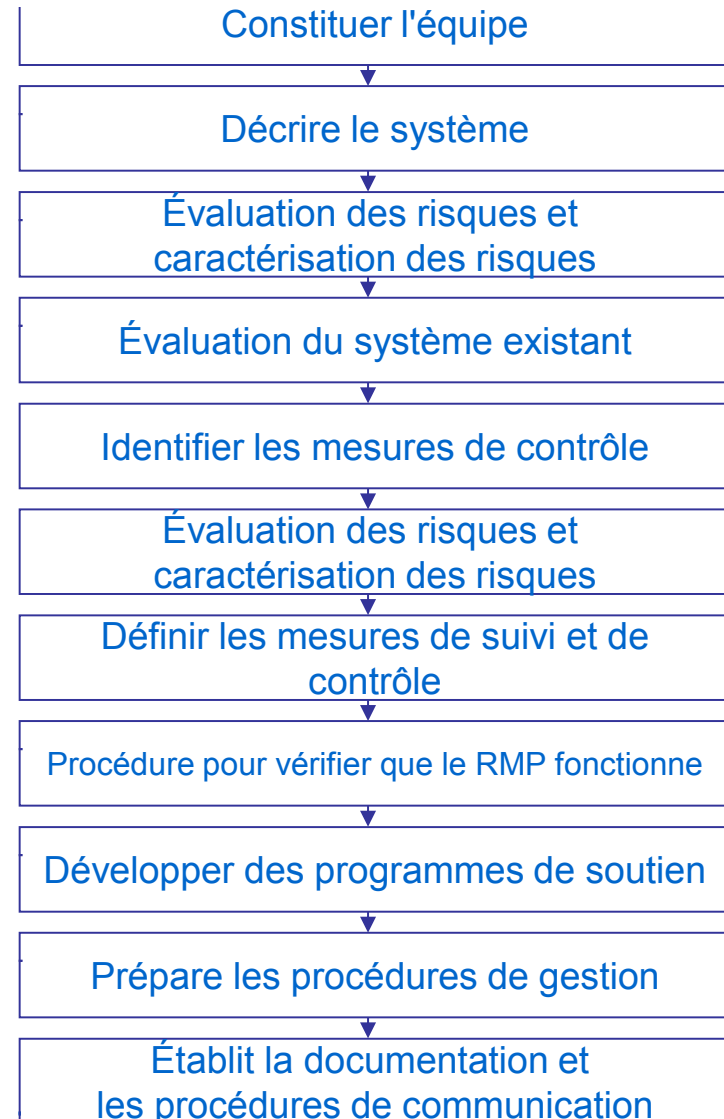 Constituer l'équipe
Décrire le système
Évaluation des risques et
caractérisation des risques
Évaluation du système existant
Identifier les mesures de contrôle
Évaluation des risques et
caractérisation des risques
Définir les mesures de suivi et de
contrôle
Procédure pour vérifier que le RMP fonctionne
Développer des programmes de soutien
Prépare les procédures de gestion
Établit la documentation et
les procédures de communication